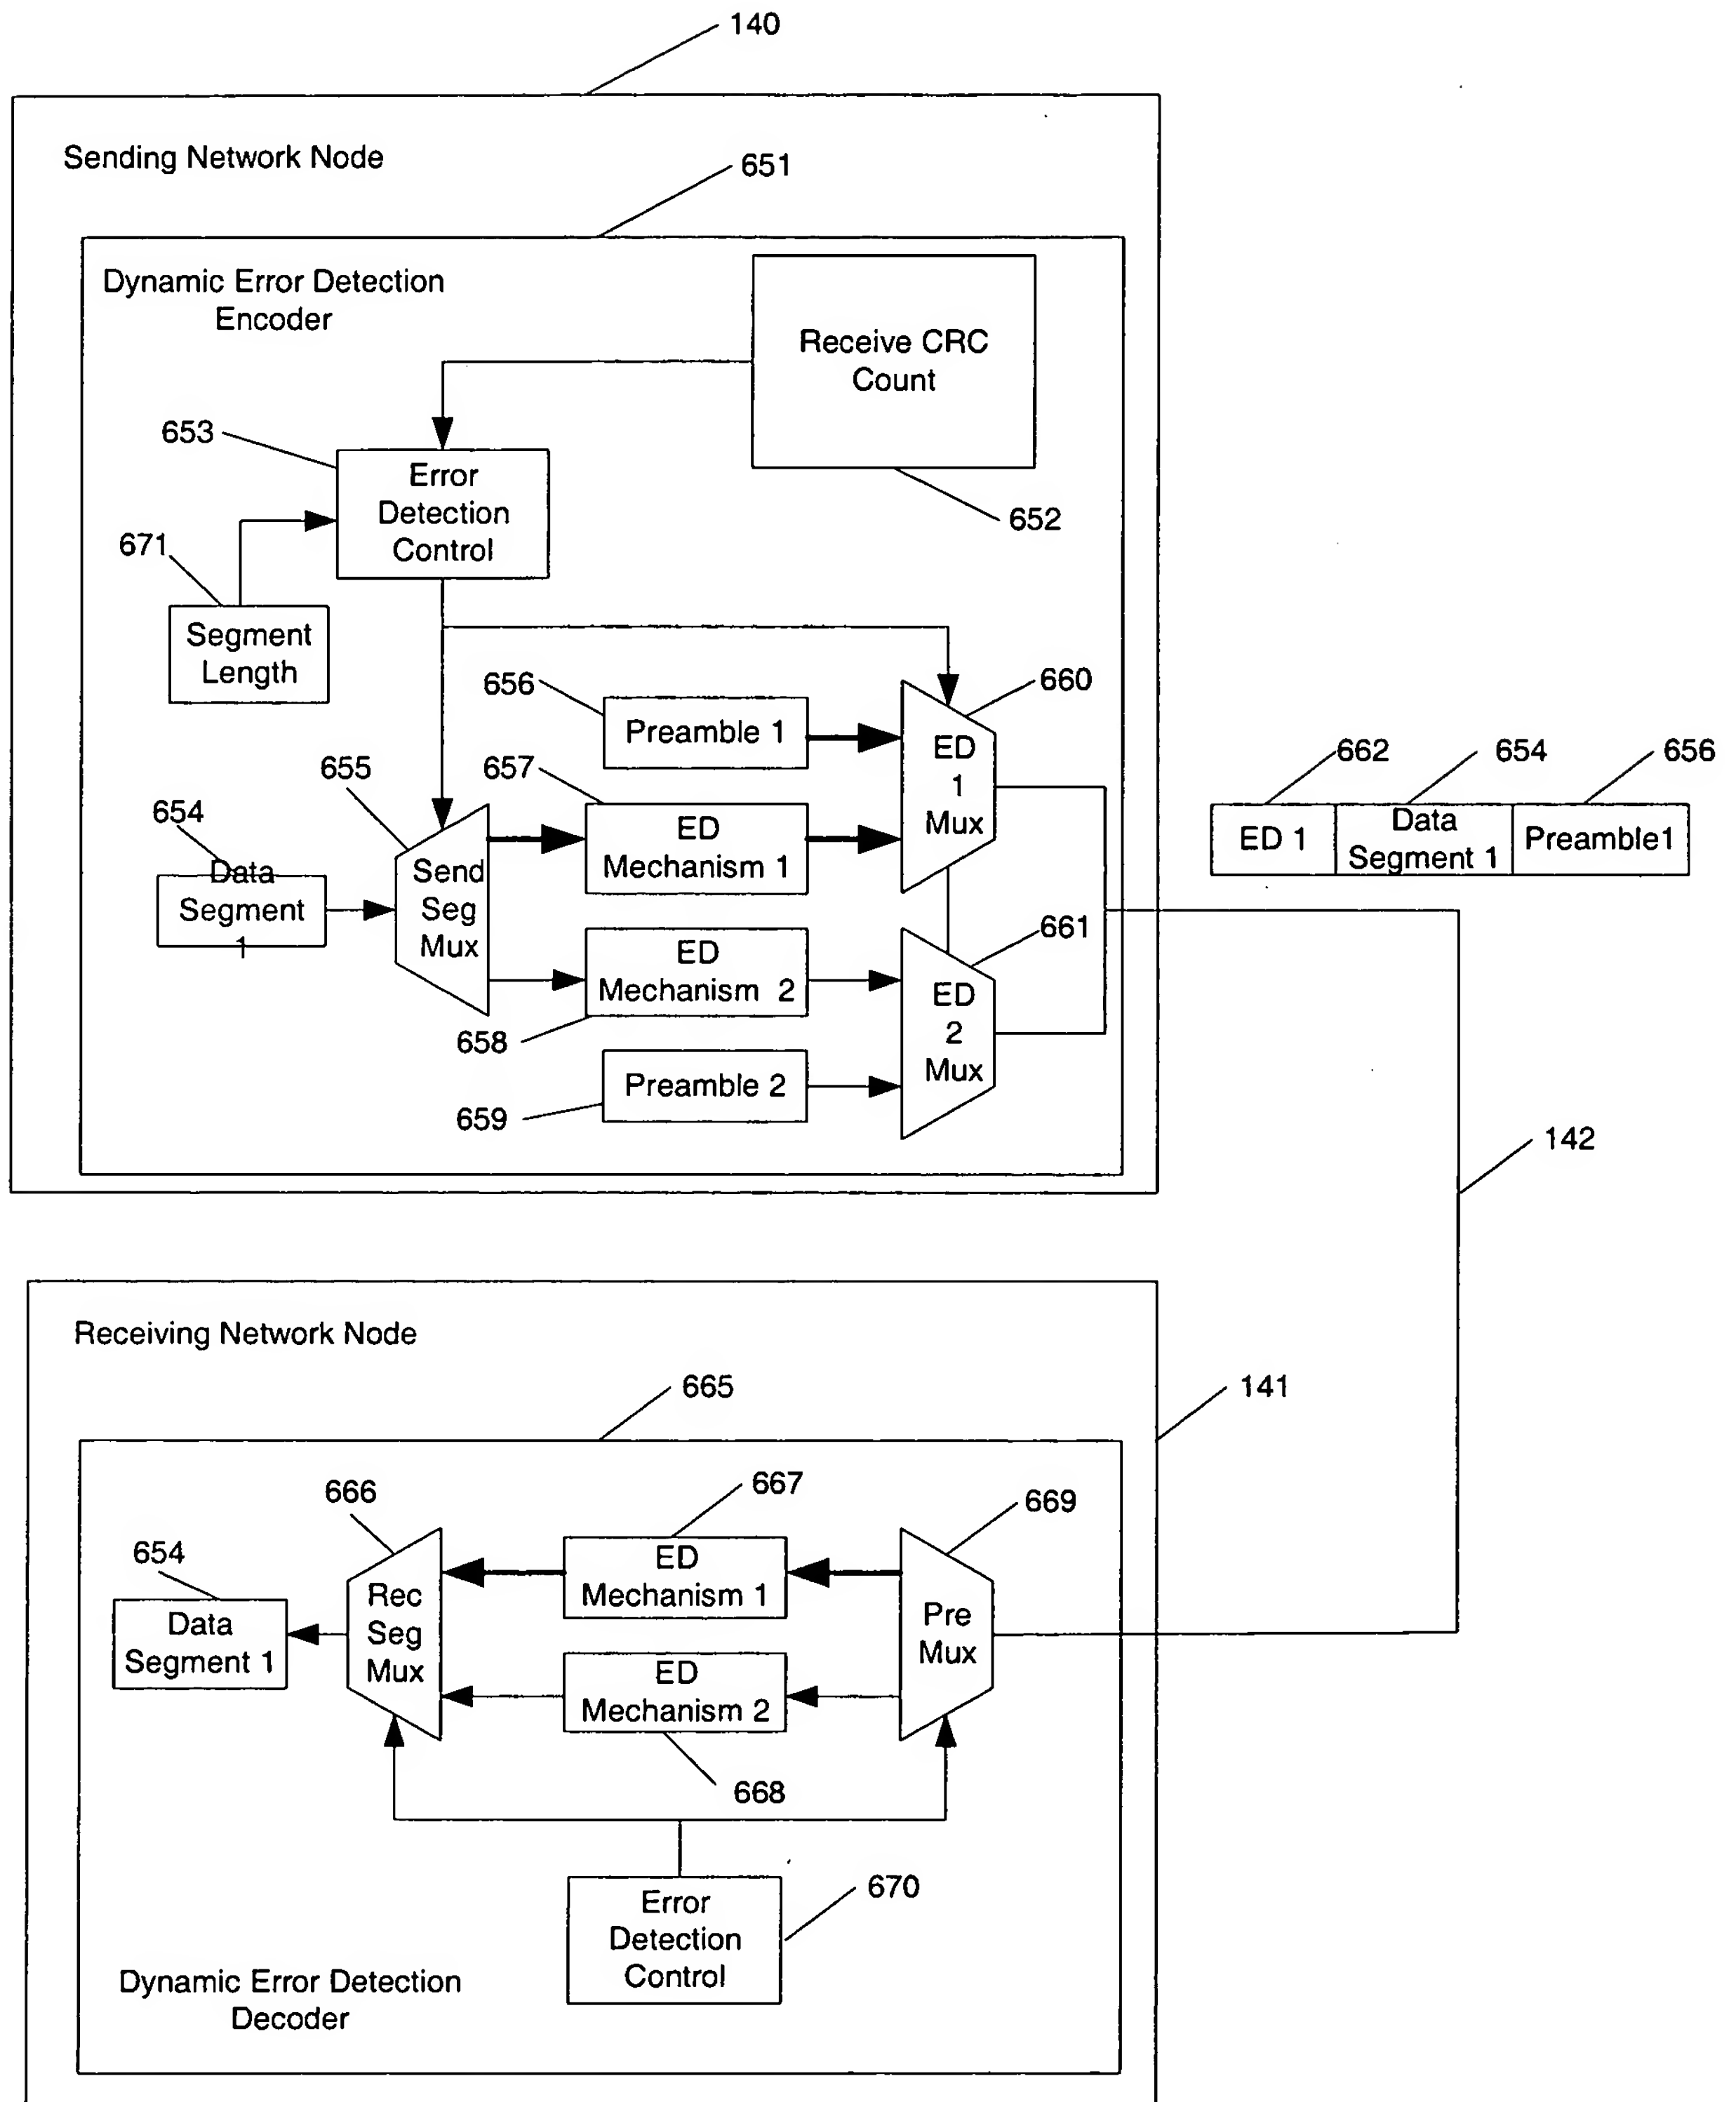 140
Sending Network Node
651
Dynamic Error Detection
Encoder
Receive CRC
Count
653
Error
Detection
Control
652
671
Segment
Length
656
Preamble 1
660
ED
1
Mux
655
657
ED
Mechanism 1
662
654
656
ED 1
Data
Segment 1
Preamble1
654
Data
Segment
1
Send
Seg
Mux
661
ED
Mechanism 2
658
ED
2
Mux
Preamble 2
659
142
Receiving Network Node
665
141
666
667
669
654
Data
Segment 1
Rec
Seg
Mux
ED
Mechanism 1
Pre
Mux
ED
Mechanism 2
668
670
Error
Detection
Control
Dynamic Error Detection
Decoder